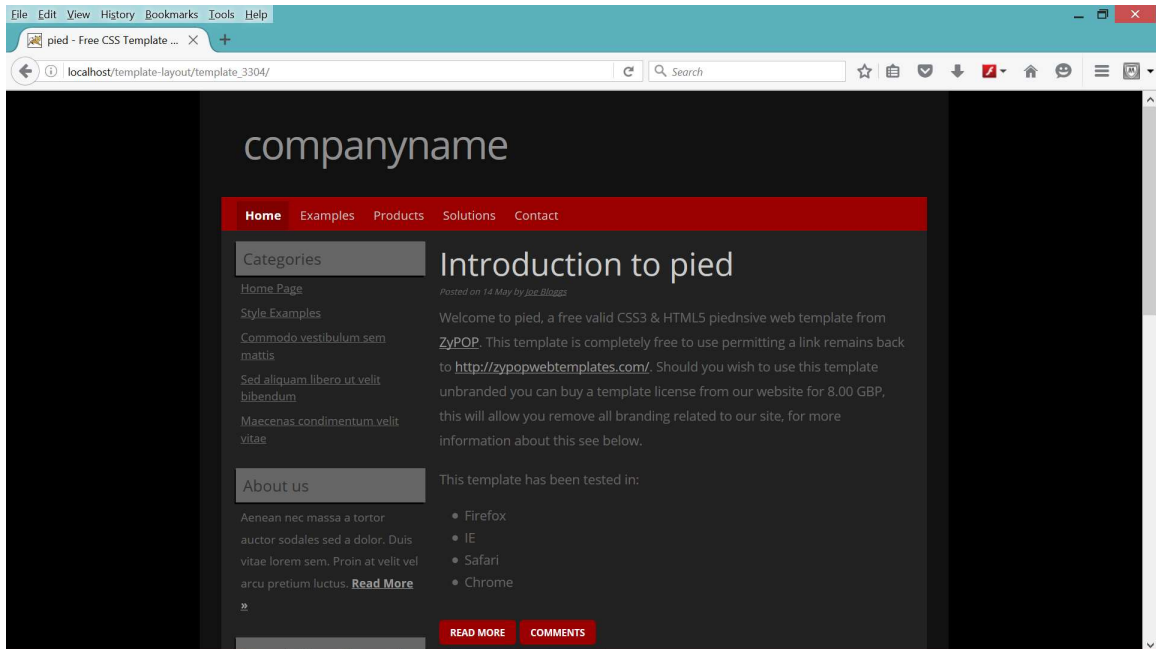 File Edit View History Bookmarks Tools Help
pied - Free CSS Template ...
localhost/template-layout/template_3304/
Search
companyname
Home Examples Products Solutions Contact
Categories
Home Page
Style Examples
Commodo vestibulum sem
mattis
Sed aliquam libero ut velit
bibendum
Maecenas condimentum velit
vitae
About us
Aenean nec massa a tortor
auctor sodales sed a dolor. Duis
vitae lorem sem. Proin at velit vel
arcu pretium luctus. Read More
»
Introduction to pied
Posted on 14 May by Joe Bloggs
Welcome to pied, a free valid CSS3 & HTML5 piednsive web template from
ZyPOP. This template is completely free to use permitting a link remains back
to http://zypopwebtemplates.com/. Should you wish to use this template
unbranded you can buy a template license from our website for 8.00 GBP,
this will allow you remove all branding related to our site, for more
information about this see below.
This template has been tested in:
• Firefox
• IE
• Safari
• Chrome
READ MORE COMMENTS